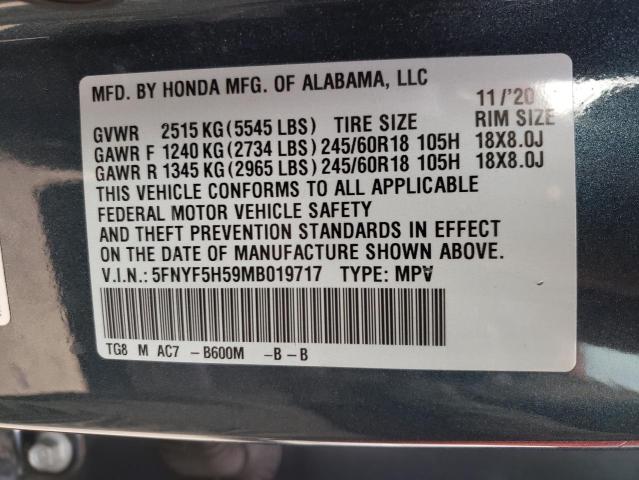 MFD. BY HONDA MFG. OF ALABAMA, LLC 11/'20
GVWR 2515 KG (5545 LBS) TIRE SIZE RIM SIZE
GAWR F 1240 KG (2734 LBS) 245/60R18 105H 18X8.0J
GAWR R 1345 KG (2965 LBS) 245/60R18 105H 18X8.0J
THIS VEHICLE CONFORMS TO ALL APPLICABLE
FEDERAL MOTOR VEHICLE SAFETY
AND THEFT PREVENTION STANDARDS IN EFFECT
ON THE DATE OF MANUFACTURE SHOWN ABOVE.
V.I.N.: 5FNYF5H59MB019717 TYPE: MPV
TG8 M AC7 -B600M -B-B